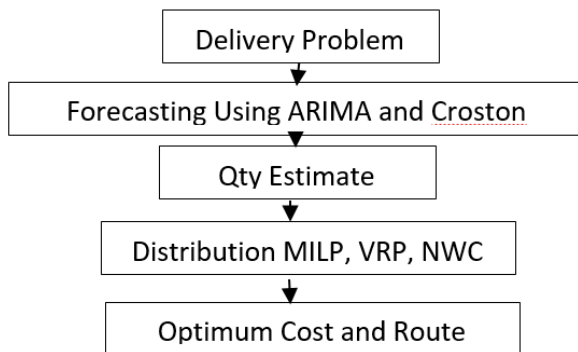 Delivery Problem
Forecasting Using ARIMA and Croston
Qty Estimate
Distribution MILP, VRP, NWC
Optimum Cost and Route